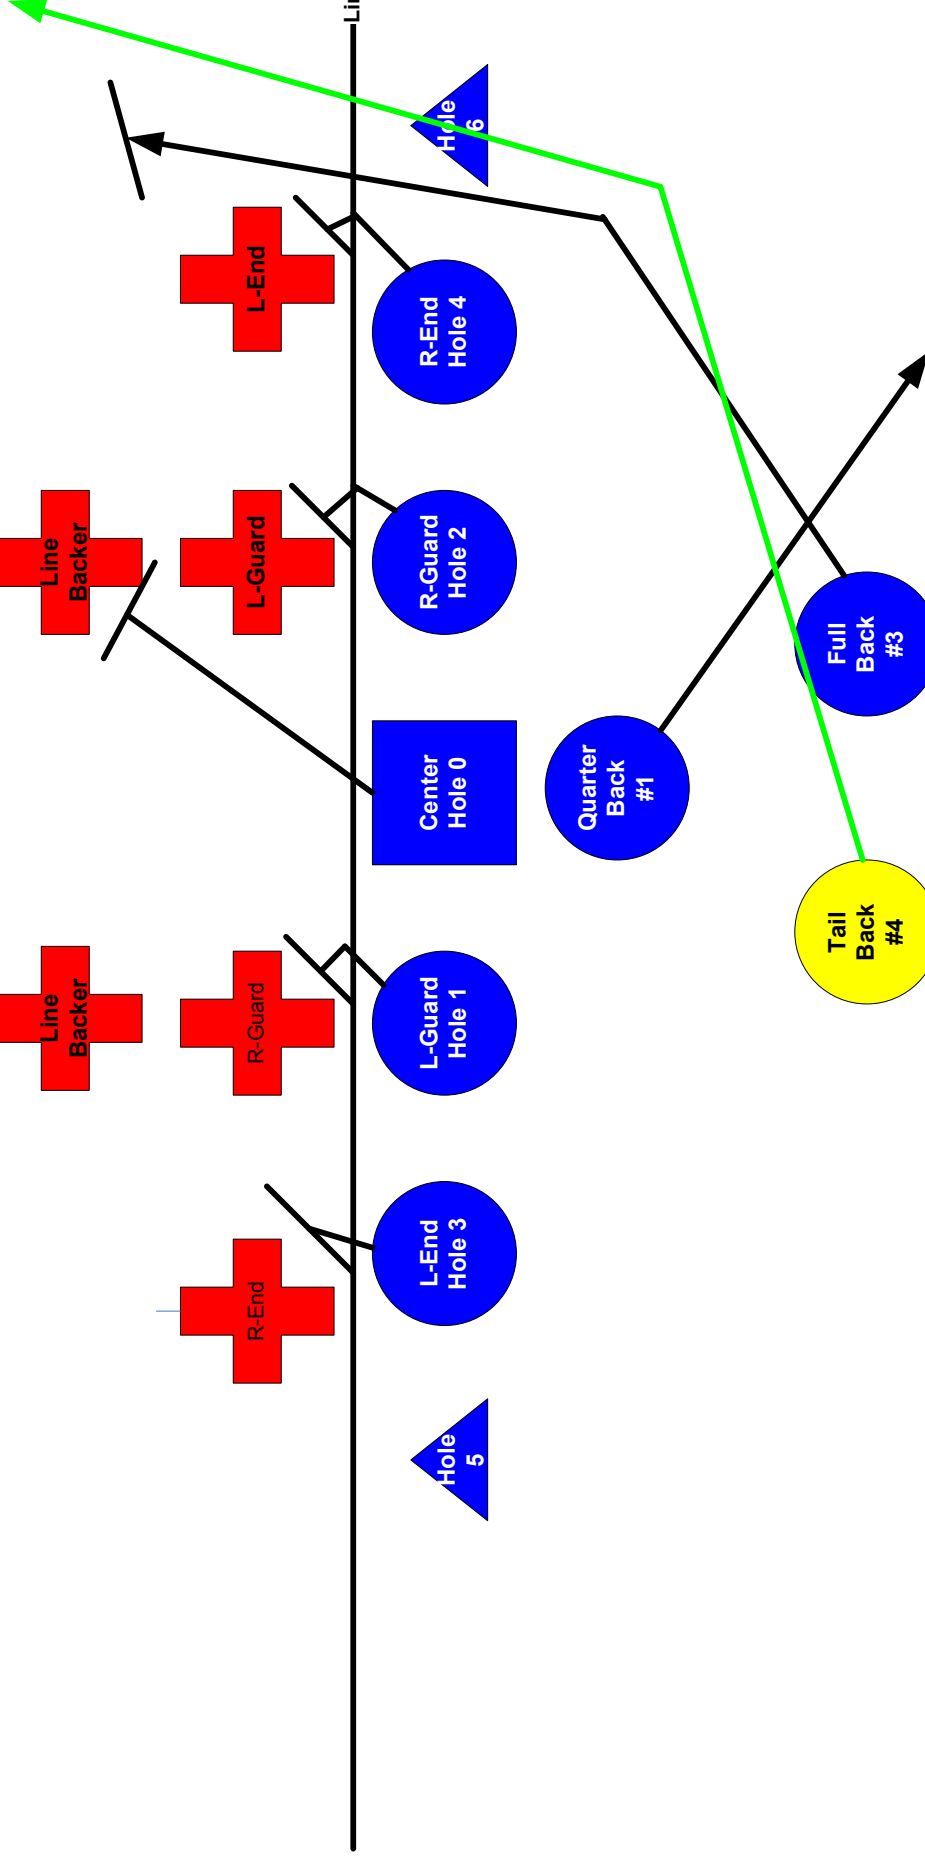 Line
Backer
Line
Backer
R-End
R-Guard
L-Guard
L-End
Hole
5
L-End
Hole 3
L-Guard
Hole 1
Center
Hole 0
R-Guard
Hole 2
R-End
Hole 4
Hole
6
Quarter
Back
#1
Tail
Back
#4
Full
Back
#3